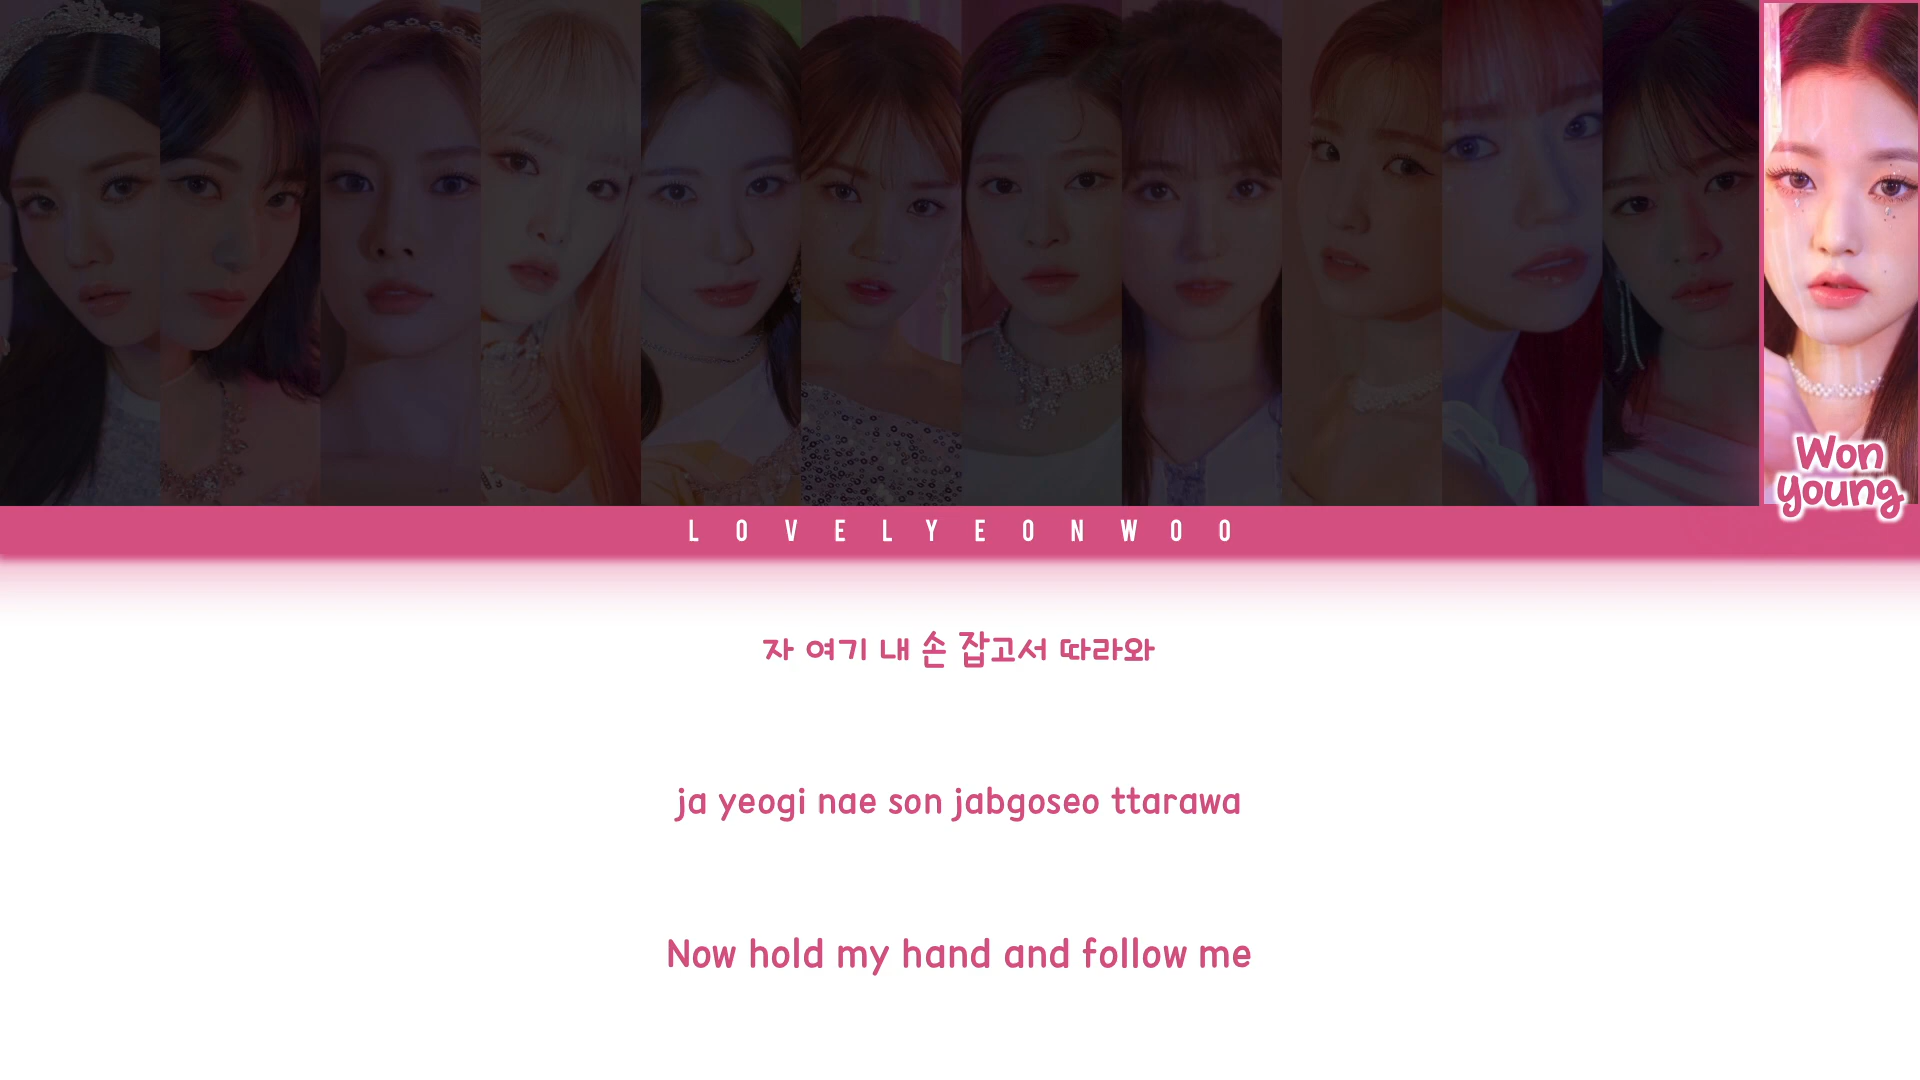 Won
Young
LOVELYEONWOO
자 여기 내 손 잡고서 따라와
ja yeogi nae son jabgoseo ttarawa
Now hold my hand and follow me